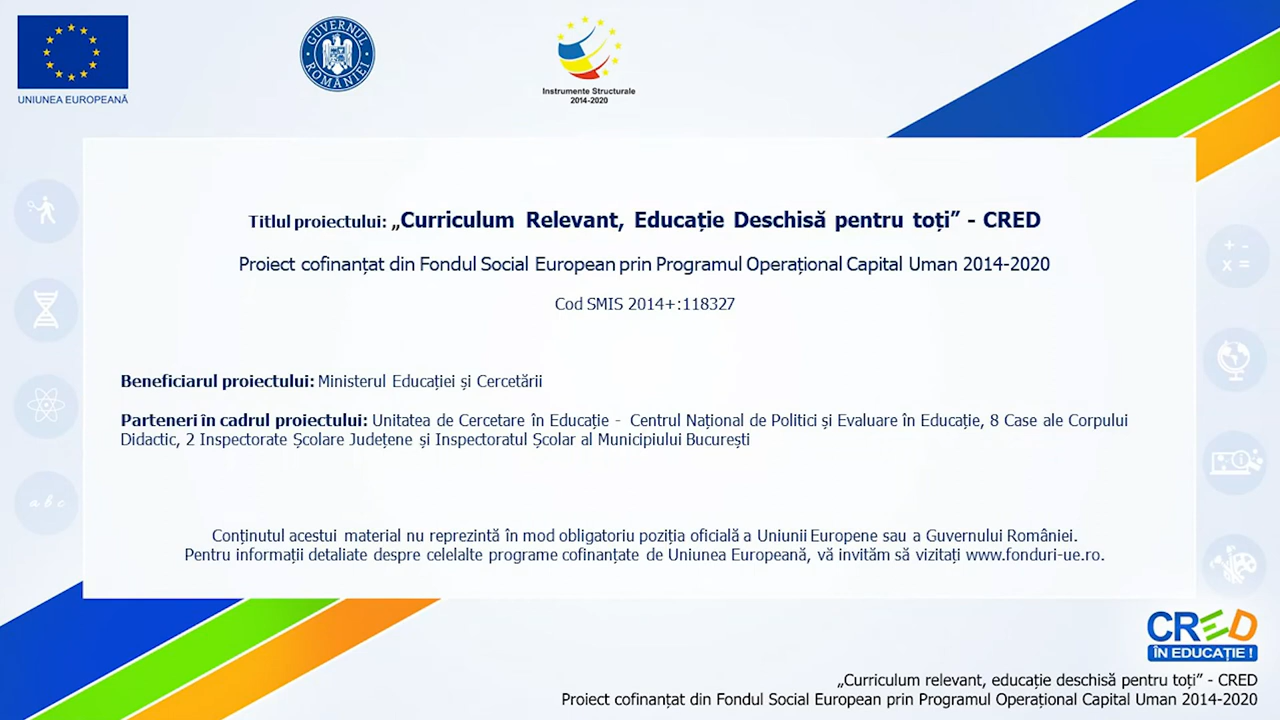 UNIUNEA EUROPEANĂ
GUVERNUL ROMÂNIEI
Instrumente Structurale
2014-2020
Titlul proiectului: „Curriculum Relevant, Educație Deschisă pentru toți” - CRED
Proiect cofinanțat din Fondul Social European prin Programul Operațional Capital Uman 2014-2020
Cod SMIS 2014+:118327
+ -
x =
Beneficiarul proiectului: Ministerul Educației și Cercetării
Parteneri în cadrul proiectului: Unitatea de Cercetare în Educație - Centrul Național de Politici și Evaluare în Educație, 8 Case ale Corpului
Didactic, 2 Inspectorate Școlare Județene și Inspectoratul Școlar al Municipiului București
a b c
Conținutul acestui material nu reprezintă în mod obligatoriu poziția oficială a Uniunii Europene sau a Guvernului României.
Pentru informații detaliate despre celelalte programe cofinanțate de Uniunea Europeană, vă invităm să vizitați www.fonduri-ue.ro.
CRED
ÎN EDUCAȚIE !
„Curriculum relevant, educație deschisă pentru toți” - CRED
Proiect cofinanțat din Fondul Social European prin Programul Operațional Capital Uman 2014-2020